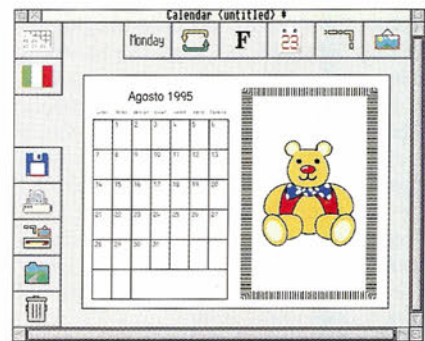 Calendar (untitled) *
Monday F 23
Agosto 1995
1 2 3 4 5 6
7 8 9 10 11 12 13
14 15 16 17 18 19 20
21 22 23 24 25 26 27
28 29 30 31